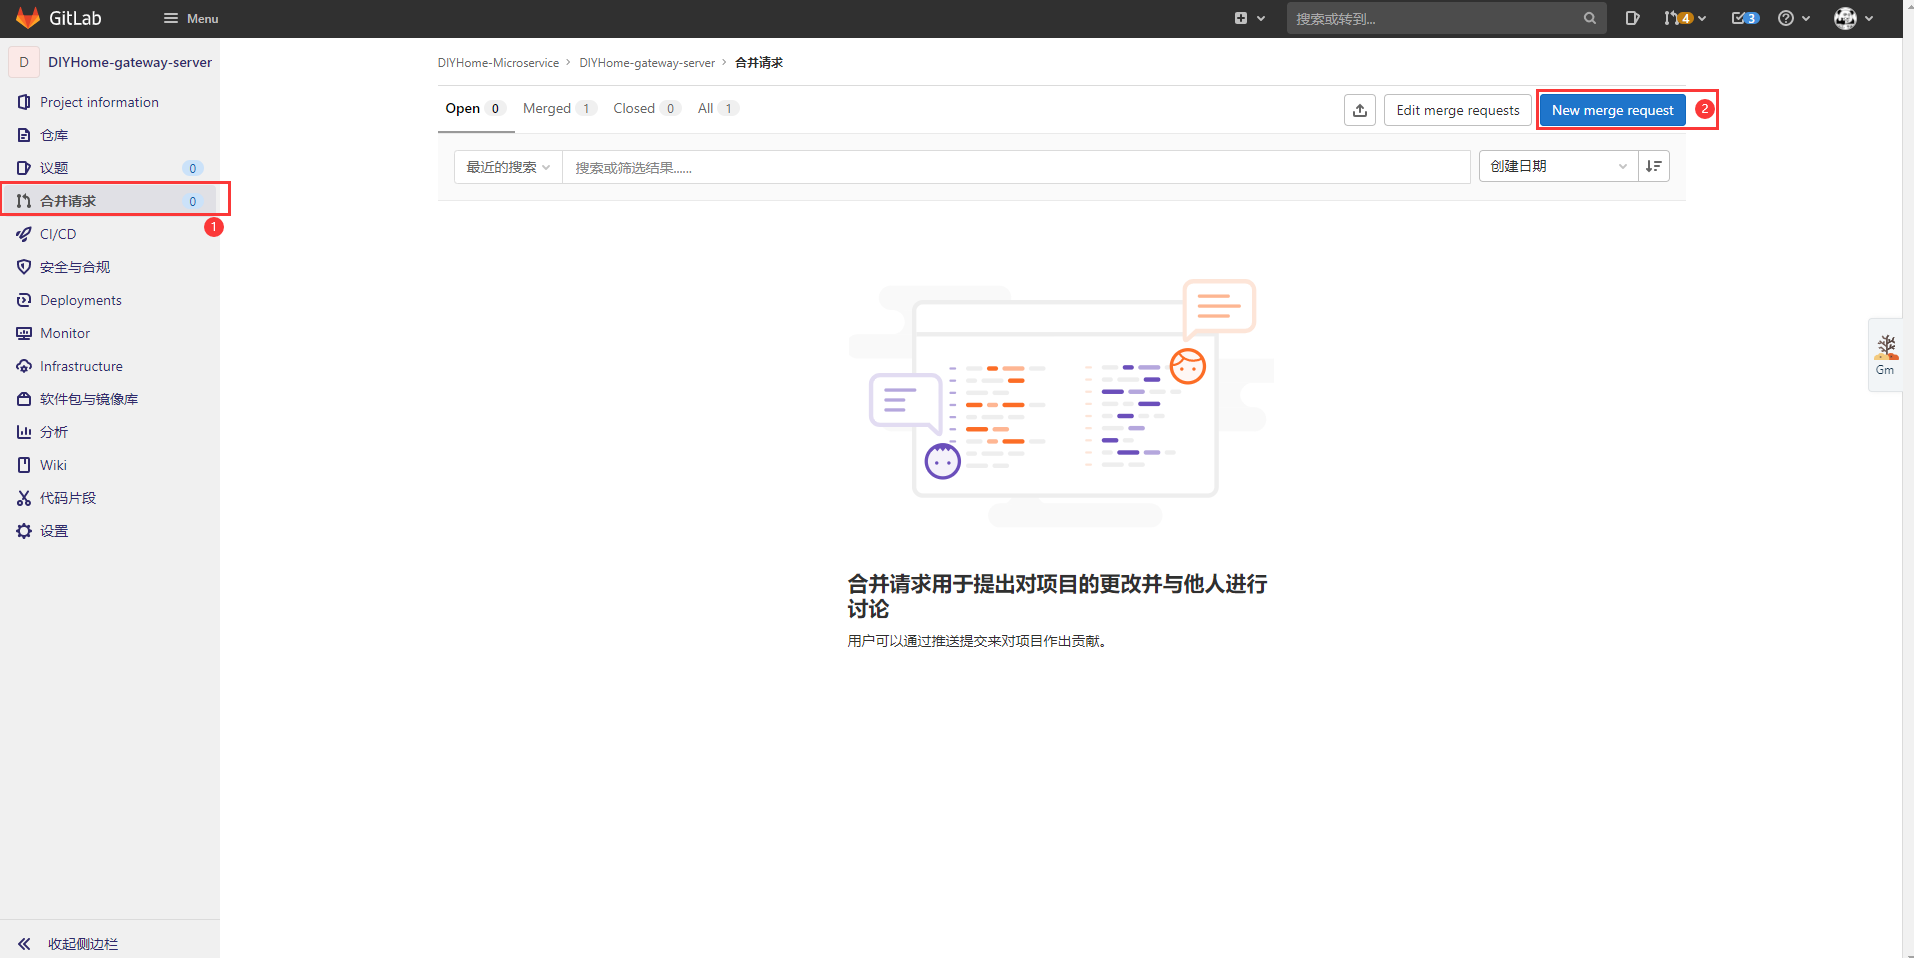 GitLab
Menu
搜索或转到...
4
3
D
DIYHome-gateway-server
Project information
仓库
议题 0
合并请求 0
1
CI/CD
安全与合规
Deployments
Monitor
Infrastructure
软件包与镜像库
分析
Wiki
代码片段
设置
收起侧边栏
DIYHome-Microservice › DIYHome-gateway-server › 合并请求
Open 0 Merged 1 Closed 0 All 1
Edit merge requests
New merge request
2
最近的搜索
搜索或筛选结果......
创建日期
合并请求用于提出对项目的更改并与他人进行
讨论
用户可以通过推送提交来对项目作出贡献。
Gm